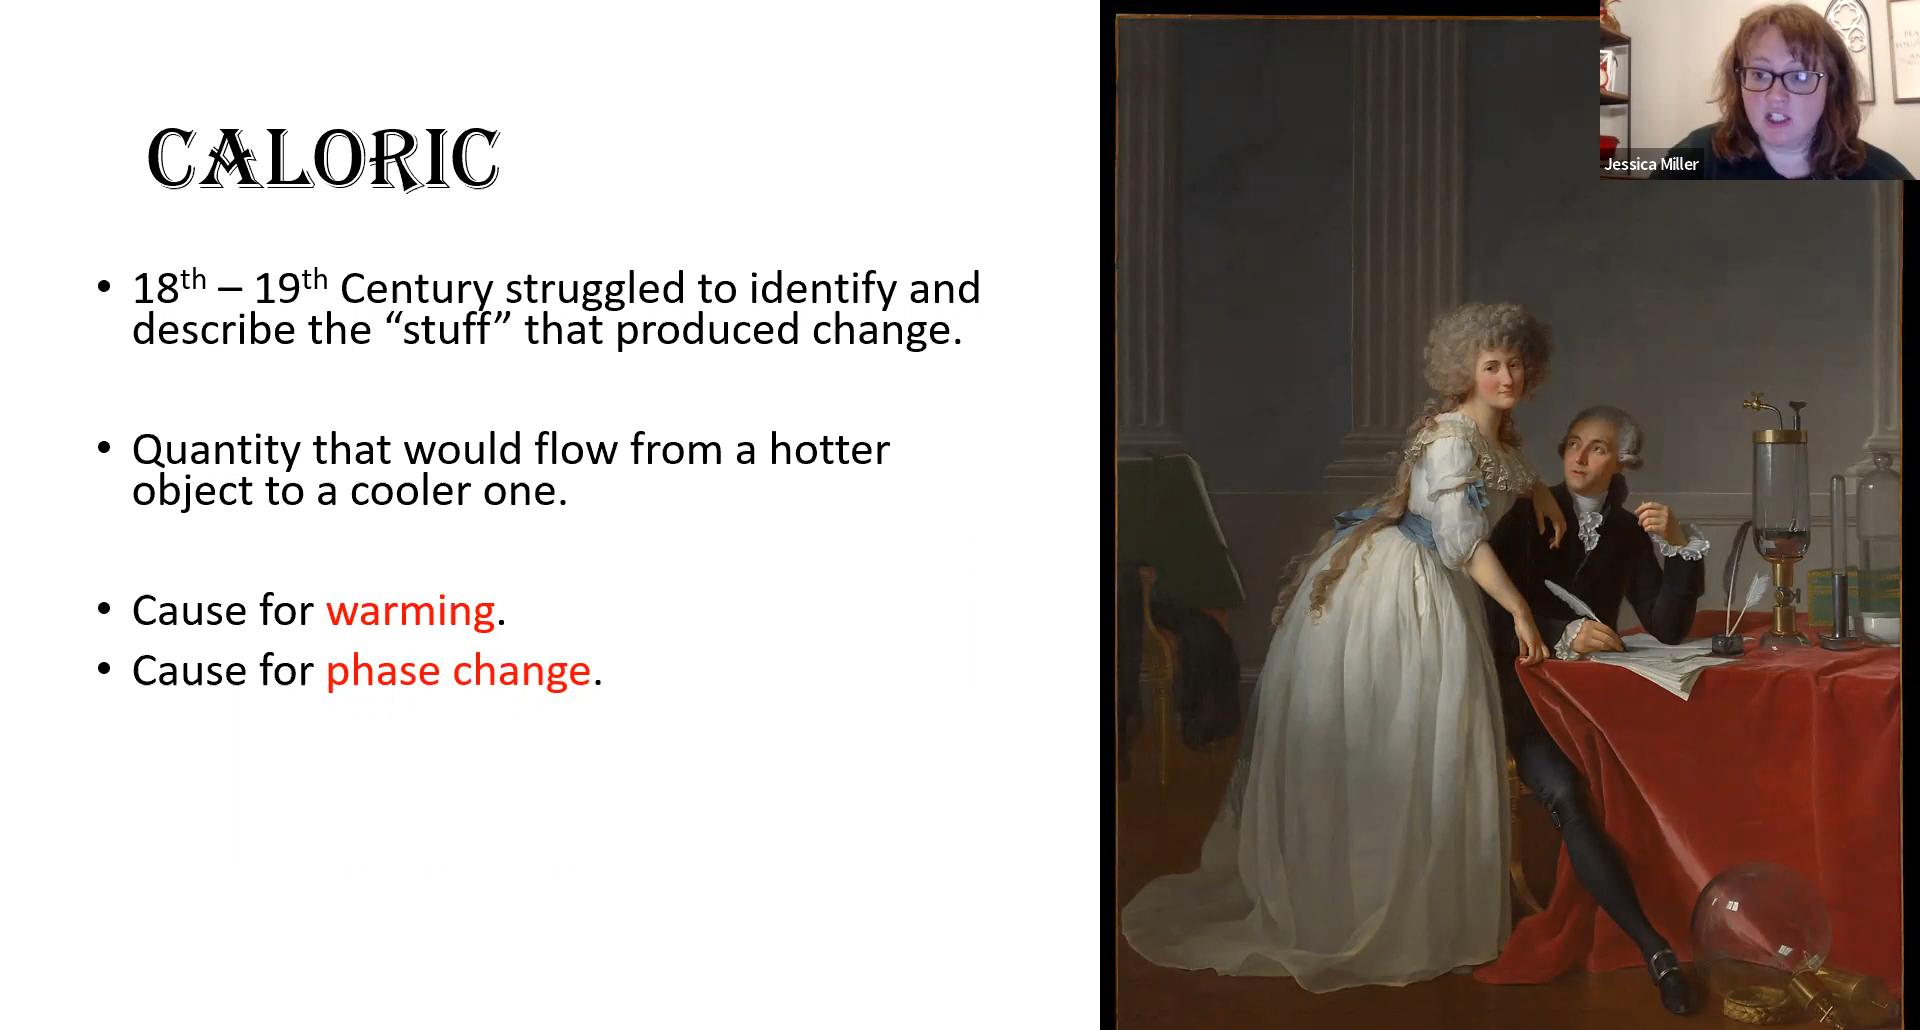 CALORIC
• 18th – 19th Century struggled to identify and
describe the “stuff” that produced change.
• Quantity that would flow from a hotter
object to a cooler one.
• Cause for warming.
• Cause for phase change.
Jessica Miller